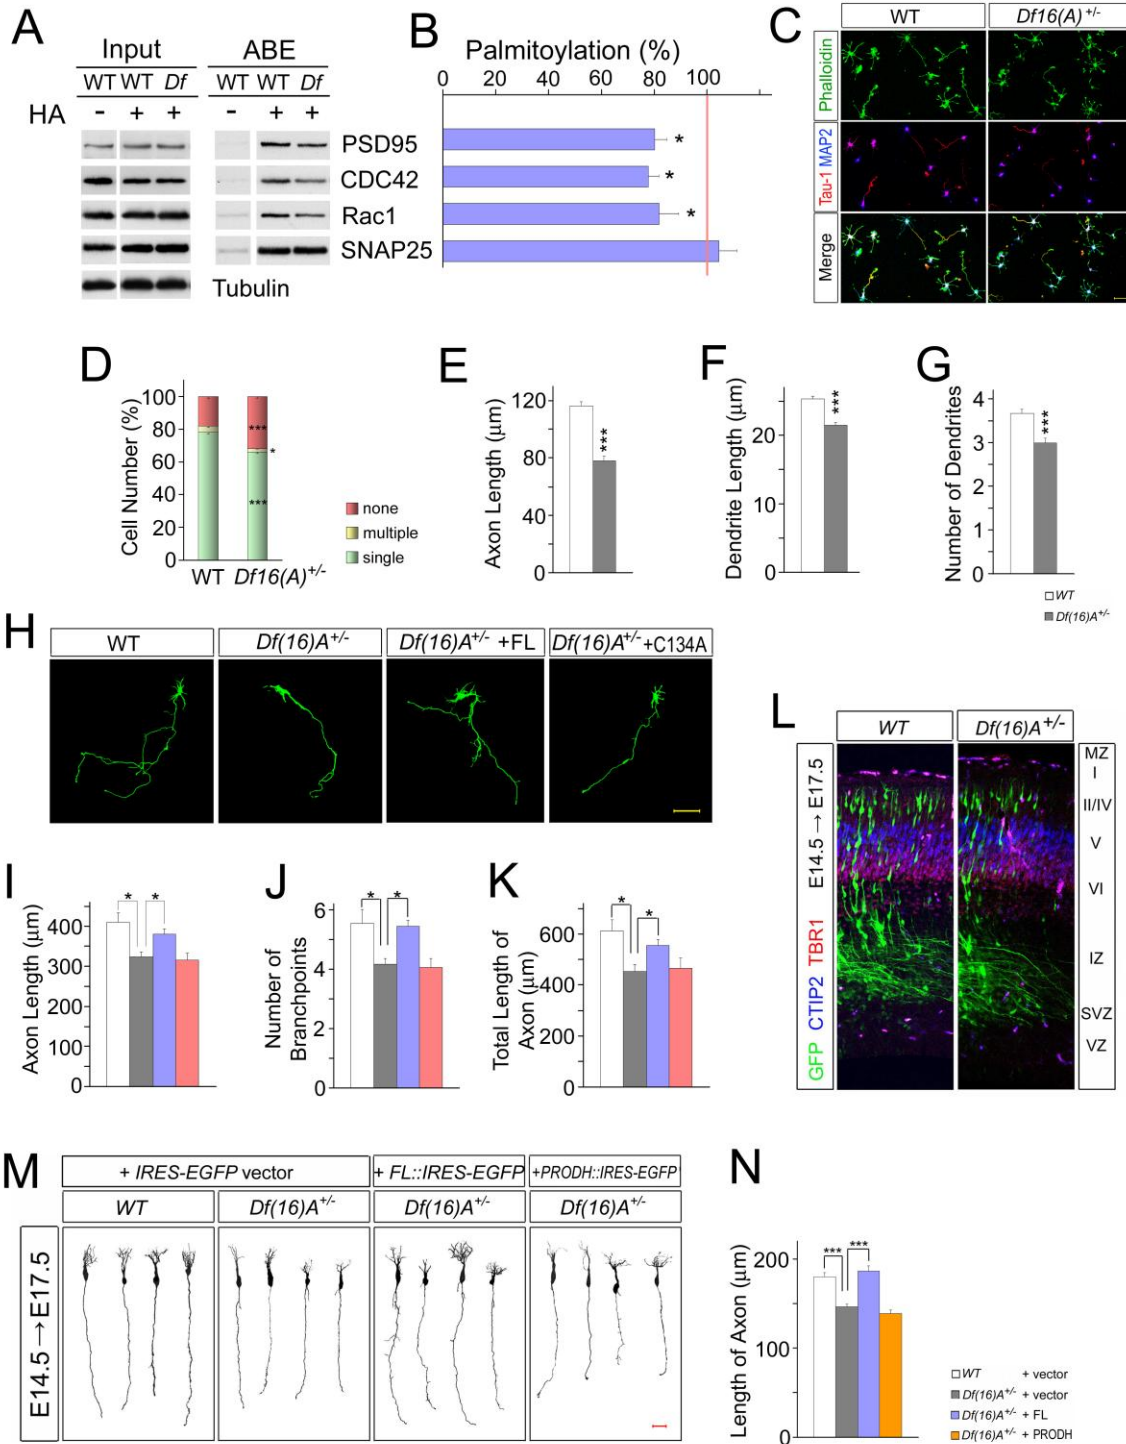 A
Input ABE
WT WT Df WT WT Df
HA - + + - + +
PSD95
CDC42
Rac1
SNAP25
Tubulin
B
Palmitoylation (%)
0 20 40 60 80 100
*
*
*
C
WT Df16(A)+/-
Phalloidin
Tau-1 MAP2
Merge
D
Cell Number (%)
100
80
60
40
20
0
***
*
***
WT Df16(A)+/-
none
multiple
single
E
Axon Length (μm)
120
80
40
0
***
F
Dendrite Length (μm)
20
10
0
***
G
Number of Dendrites
4
3
2
1
0
***
WT
Df(16)A+/-
H
WT Df(16)A+/- Df(16)A+/- +FL Df(16)A+/- +C134A
I
Axon Length (μm)
400
300
200
100
0
* *
J
Number of
Branchpoints
6
4
2
0
* *
K
Total Length of
Axon (μm)
600
400
200
0
* *
L
WT Df(16)A+/-
GFP CTIP2 TBR1 E14.5 → E17.5
MZ
I
II/IV
V
VI
IZ
SVZ
VZ
M
+ IRES-EGFP vector + FL::IRES-EGFP +PRODH::IRES-EGFP
WT Df(16)A+/- Df(16)A+/- Df(16)A+/-
E14.5 → E17.5
N
Length of Axon (μm)
200
100
0
*** ***
WT + vector
Df(16)A+/- + vector
Df(16)A+/- + FL
Df(16)A+/- + PRODH